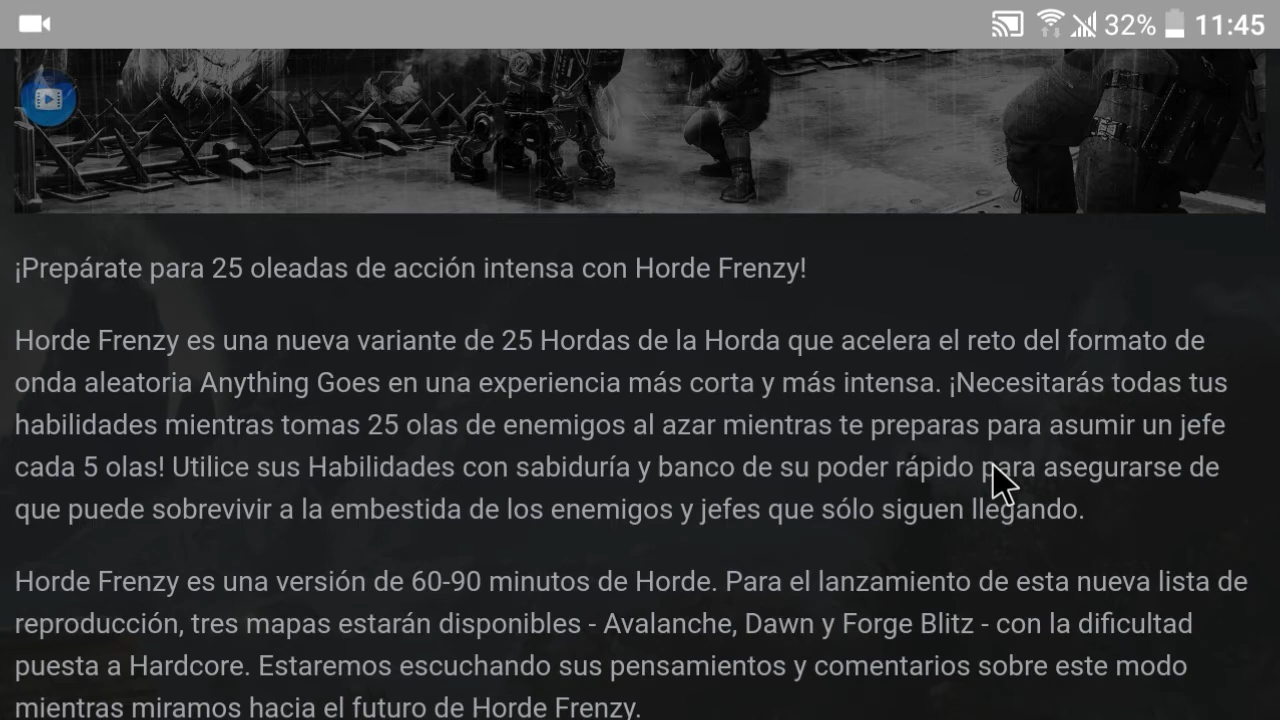 32% 11:45
¡Prepárate para 25 oleadas de acción intensa con Horde Frenzy!
Horde Frenzy es una nueva variante de 25 Hordas de la Horda que acelera el reto del formato de
onda aleatoria Anything Goes en una experiencia más corta y más intensa. ¡Necesitarás todas tus
habilidades mientras tomas 25 olas de enemigos al azar mientras te preparas para asumir un jefe
cada 5 olas! Utilice sus Habilidades con sabiduría y banco de su poder rápido para asegurarse de
que puede sobrevivir a la embestida de los enemigos y jefes que sólo siguen llegando.
Horde Frenzy es una versión de 60-90 minutos de Horde. Para el lanzamiento de esta nueva lista de
reproducción, tres mapas estarán disponibles - Avalanche, Dawn y Forge Blitz - con la dificultad
puesta a Hardcore. Estaremos escuchando sus pensamientos y comentarios sobre este modo
mientras miramos hacia el futuro de Horde Frenzy.